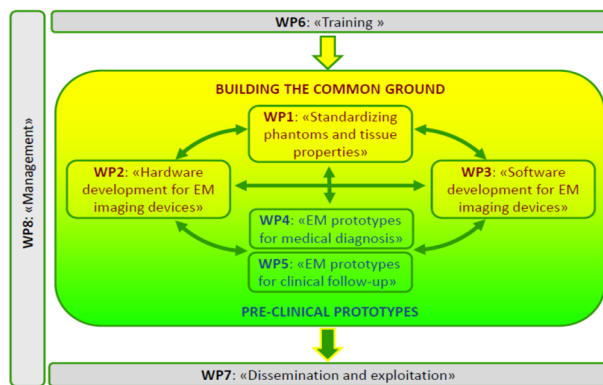 WP6: «Training »
WP8: «Management»
BUILDING THE COMMON GROUND
WP1: «Standardizing
phantoms and tissue
properties»
WP2: «Hardware
development for EM
imaging devices»
WP3: «Software
development for EM
imaging devices»
WP4: «EM prototypes
for medical diagnosis»
WP5: «EM prototypes
for clinical follow-up»
PRE-CLINICAL PROTOTYPES
WP7: «Dissemination and exploitation»